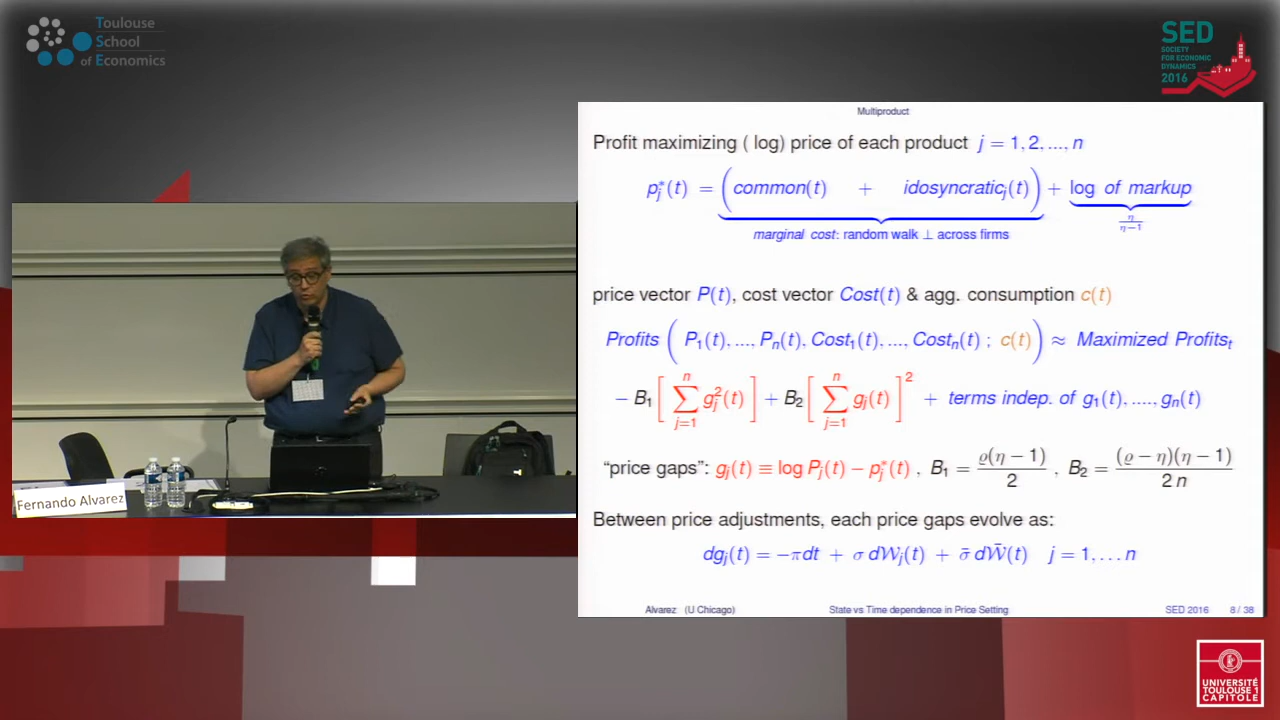 Toulouse
School
of Economics
SED
SOCIETY
FOR ECONOMIC
DYNAMICS
2016
Multiproduct
Profit maximizing ( log) price of each product j = 1, 2, ..., n
p*_j(t) = (common(t) + idosyncratic_j(t)) + log of markup
marginal cost: random walk ⊥ across firms
η/(η−1)
price vector P(t), cost vector Cost(t) & agg. consumption c(t)
Profits ( P_1(t), ..., P_n(t), Cost_1(t), ..., Cost_n(t) ; c(t) ) ≈ Maximized Profits_t
− B_1 [ ∑_{j=1}^{n} g_j^2(t) ] + B_2 [ ∑_{j=1}^{n} g_j(t) ]^2 + terms indep. of g_1(t), ...., g_n(t)
“price gaps”: g_j(t) ≡ log P_j(t) − p*_j(t) , B_1 = ϱ(η − 1)/2 , B_2 = (ϱ − η)(η − 1)/(2 n)
Between price adjustments, each price gaps evolve as:
dg_j(t) = −π dt + σ dW_j(t) + σ̄ dW̄(t) j = 1, . . . n
Alvarez (U Chicago) State vs Time dependence in Price Setting SED 2016 8 / 38
Fernando Alvarez
UNIVERSITÉ
TOULOUSE 1
CAPITOLE